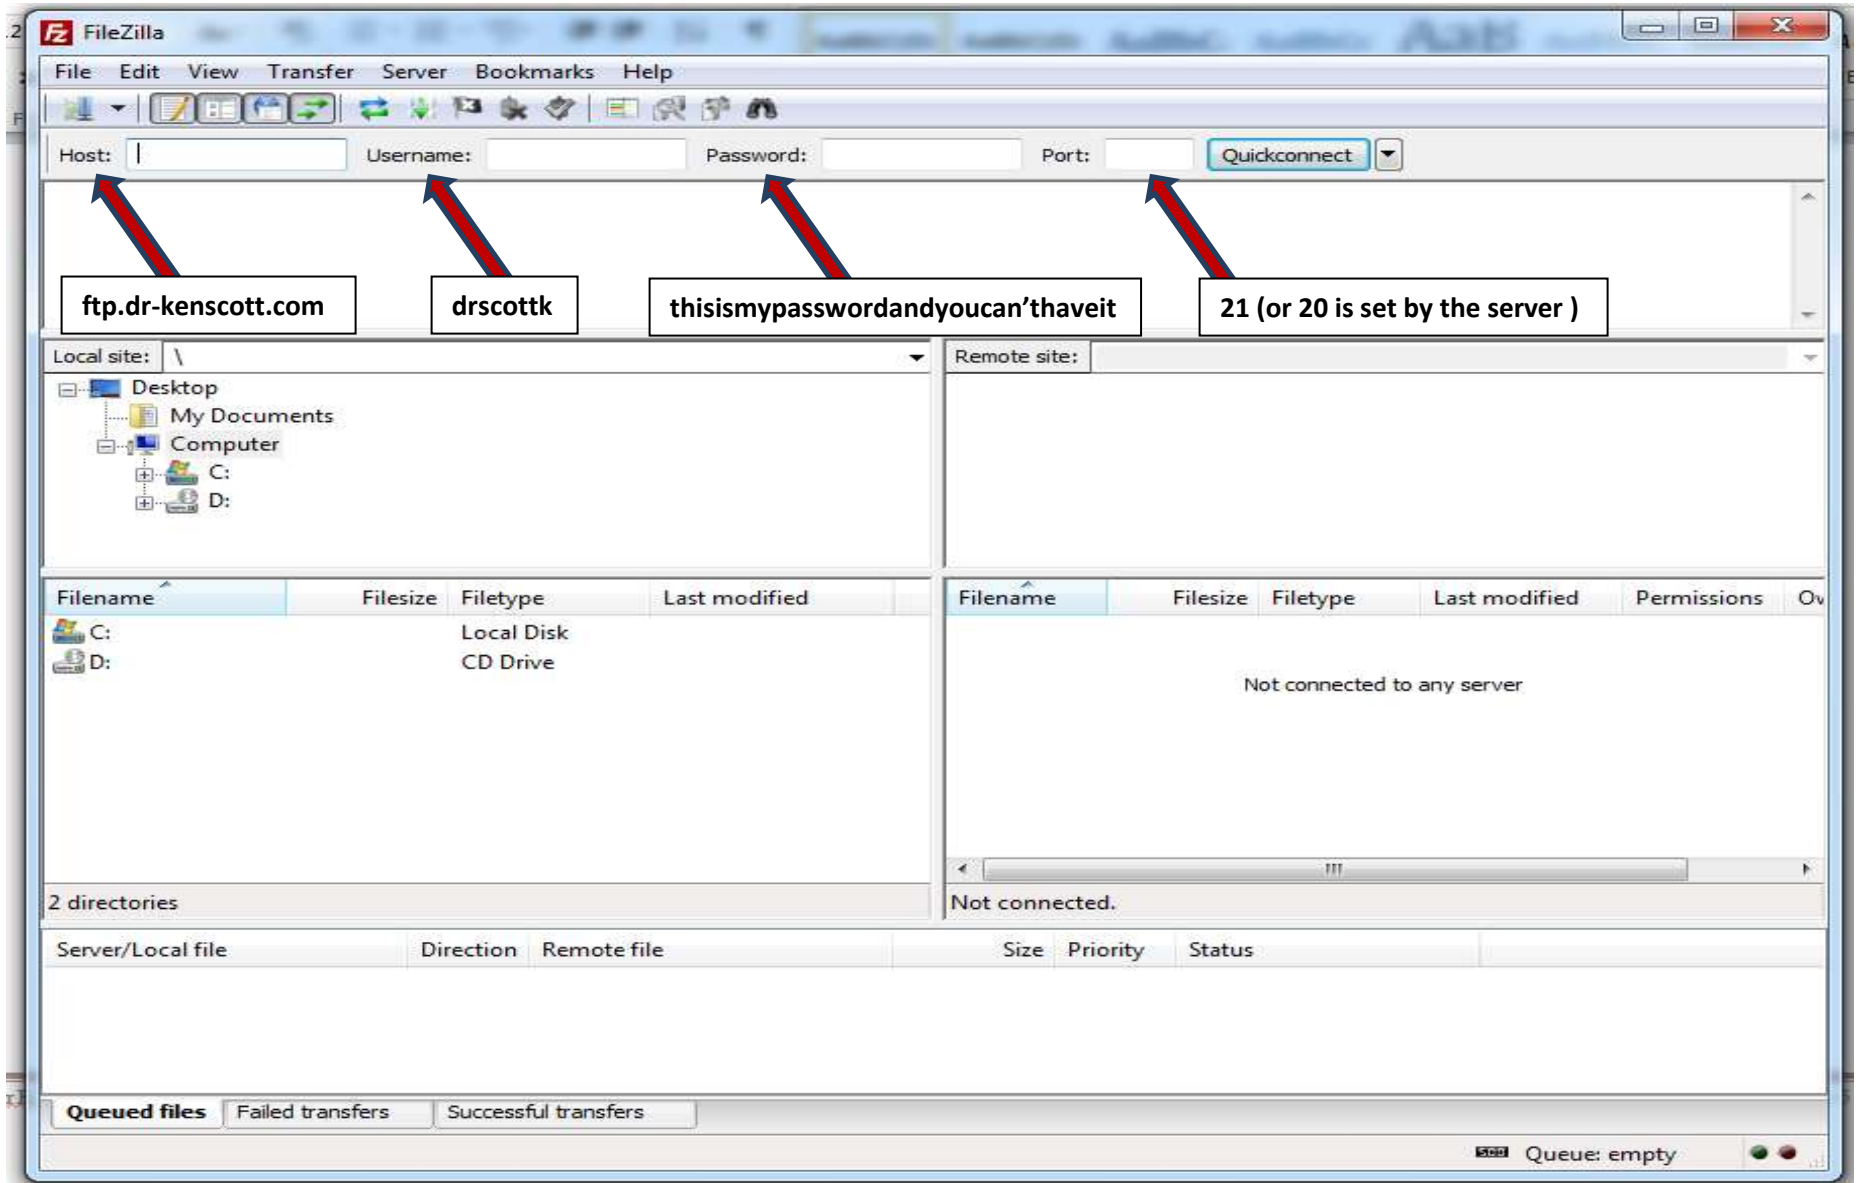 FileZilla
File Edit View Transfer Server Bookmarks Help
Host: Username: Password: Port: Quickconnect
ftp.dr-kenscott.com drscottk thisismypasswordandyoucan’thaveit 21 (or 20 is set by the server )
Local site: \ Remote site:
Desktop
My Documents
Computer
C:
D:
Filename Filesize Filetype Last modified Filename Filesize Filetype Last modified Permissions Ov
C: Local Disk
D: CD Drive
Not connected to any server
2 directories Not connected.
Server/Local file Direction Remote file Size Priority Status
Queued files Failed transfers Successful transfers
Queue: empty